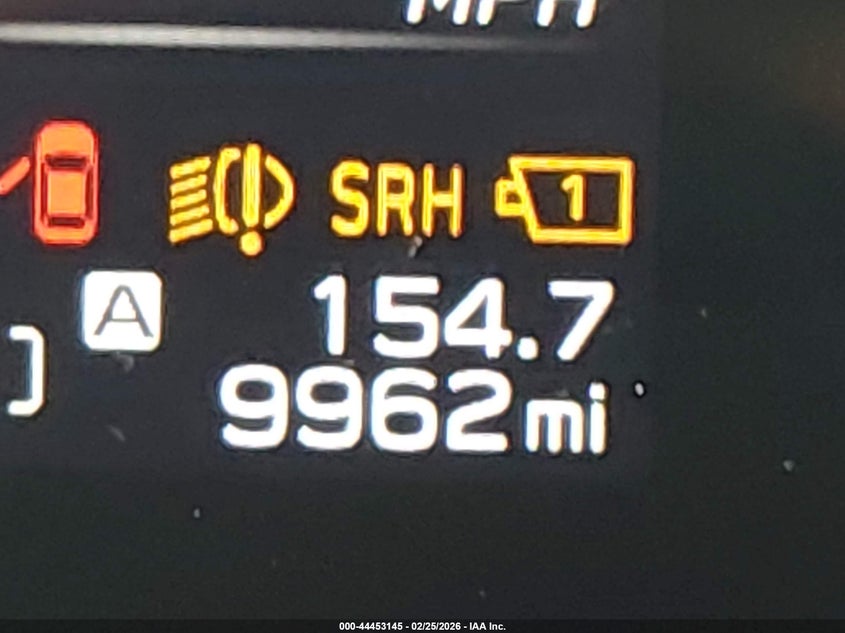 MPH
SRH 1
A 154.7
9962mi
000-44453145 - 02/25/2026 - IAA Inc.